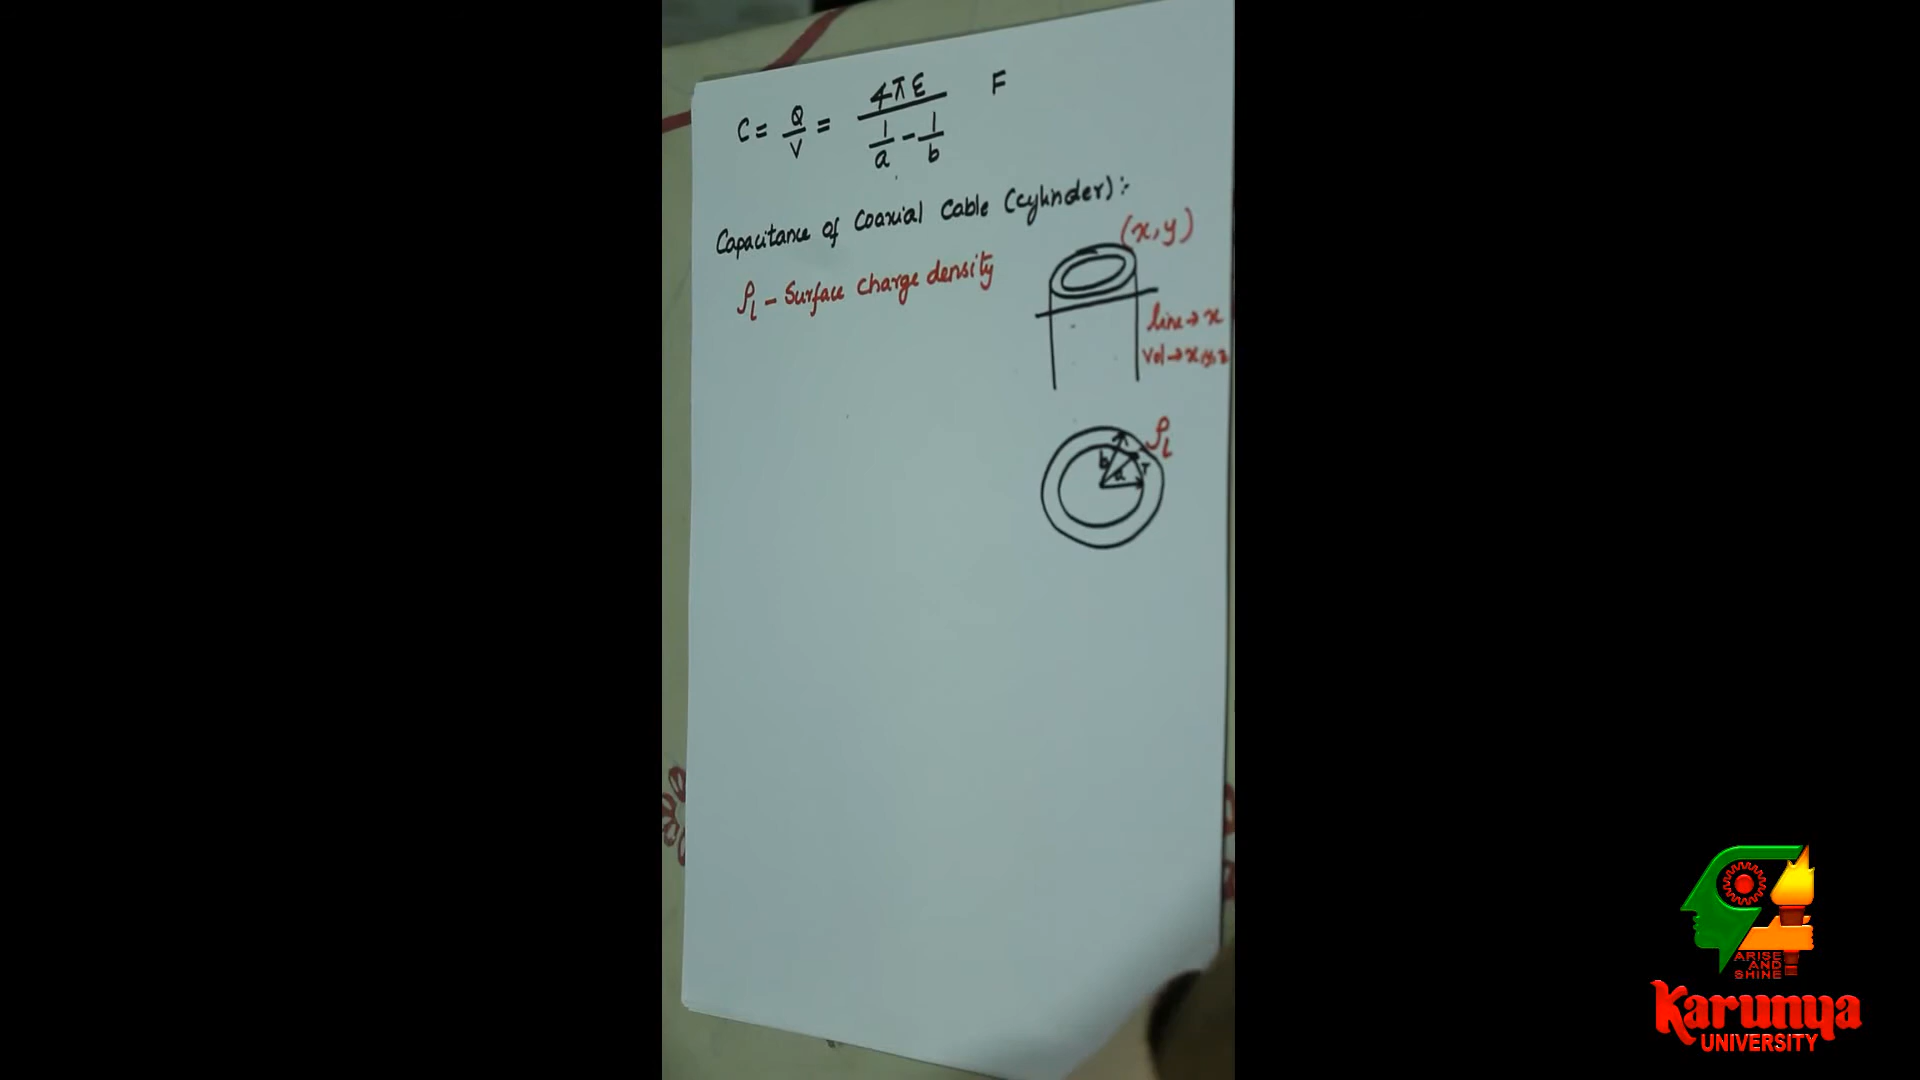 C = Q/V = 4πε / (1/a - 1/b) F
Capacitance of Coaxial Cable (cylinder) :-
(x, y)
ρl - Surface charge density
line → x
Vol → x, y, z
ρl
b
a
r
ARISE
AND
SHINE
Karunya
UNIVERSITY